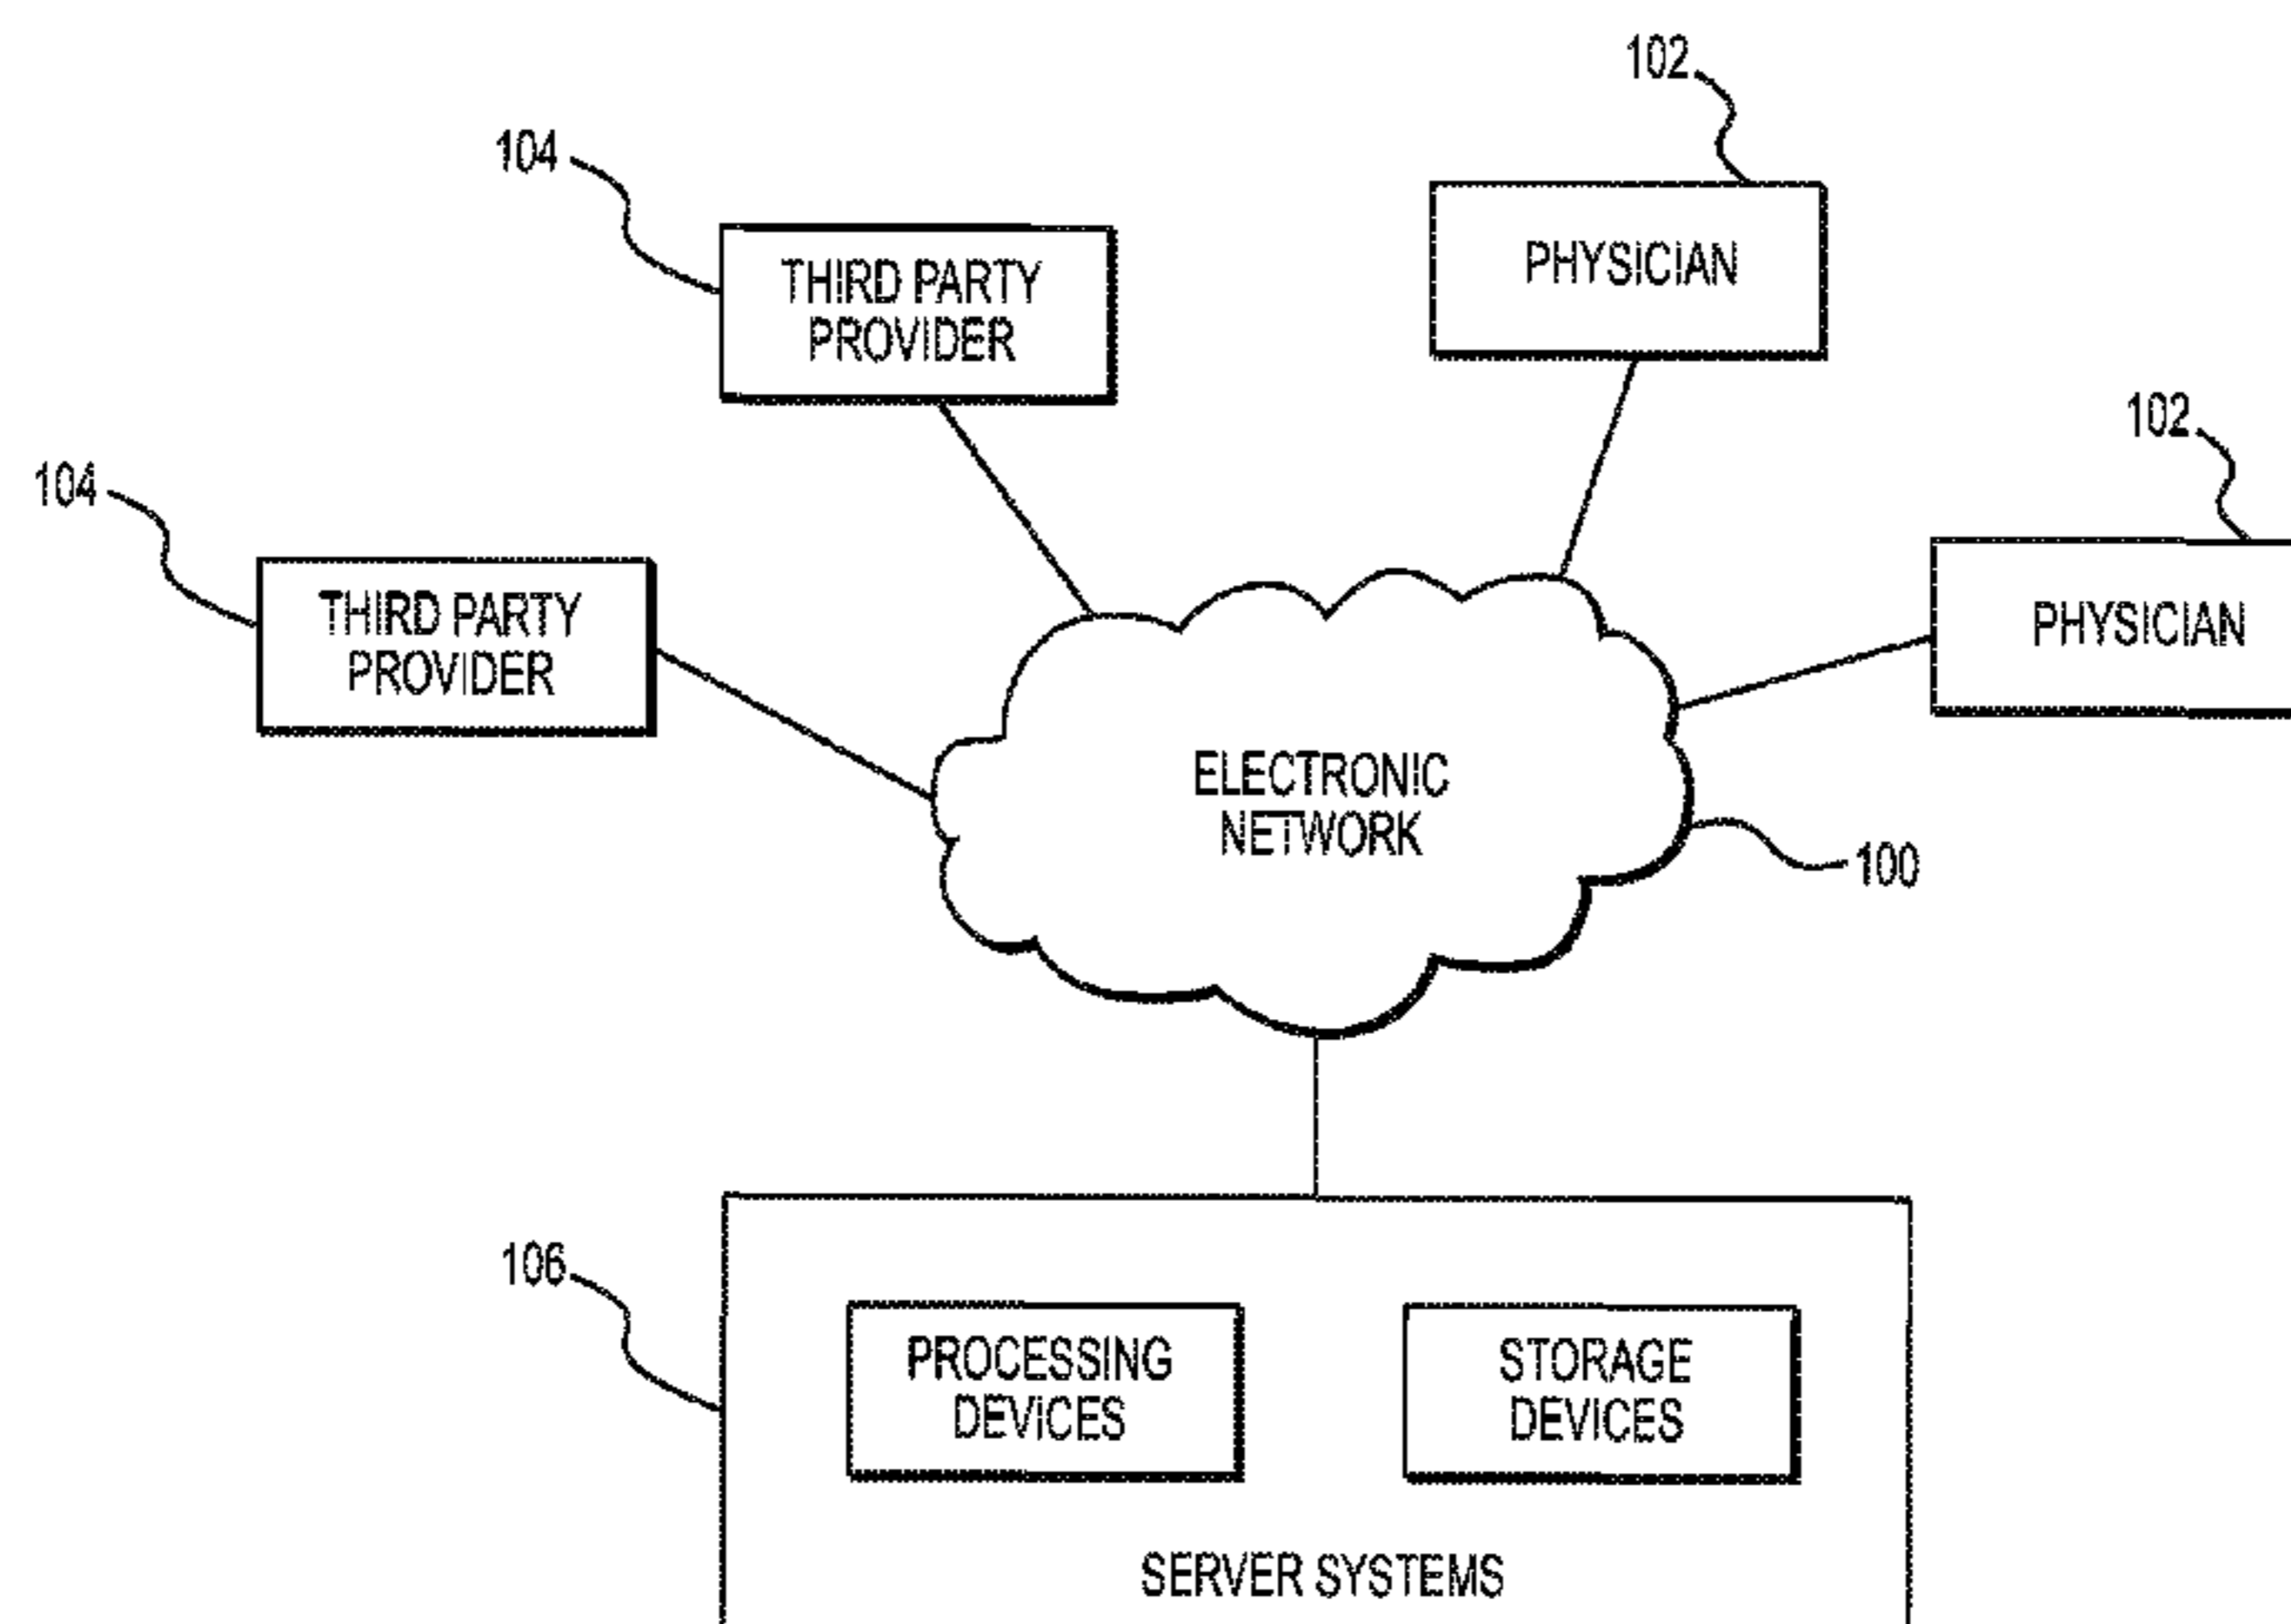 102
104
THIRD PARTY
PROVIDER
PHYSICIAN
102
104
THIRD PARTY
PROVIDER
PHYSICIAN
ELECTRONIC
NETWORK
100
106
PROCESSING
DEVICES
STORAGE
DEVICES
SERVER SYSTEMS